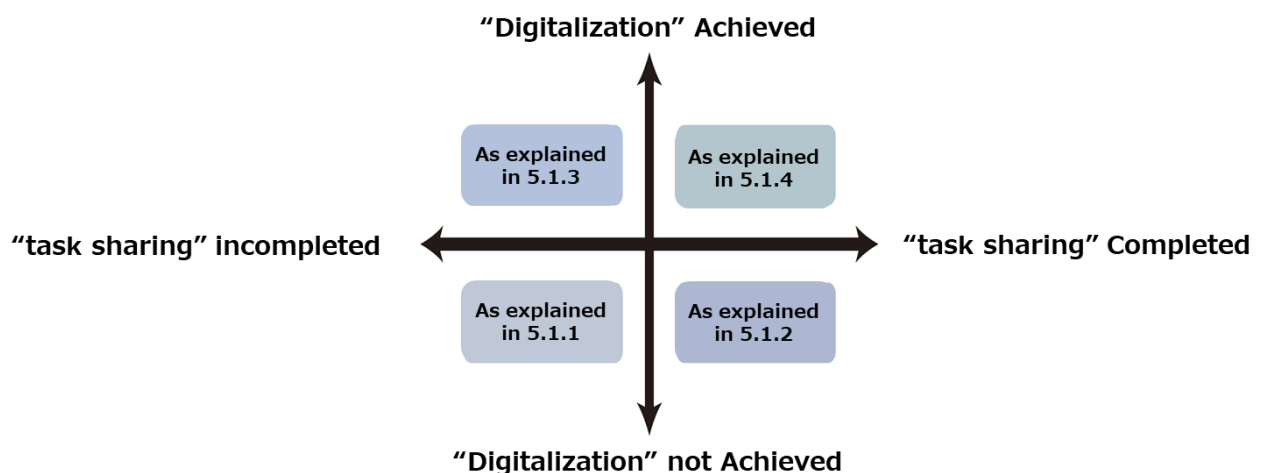 “Digitalization” Achieved
As explained
in 5.1.3
As explained
in 5.1.4
“task sharing” incompleted
“task sharing” Completed
As explained
in 5.1.1
As explained
in 5.1.2
“Digitalization” not Achieved